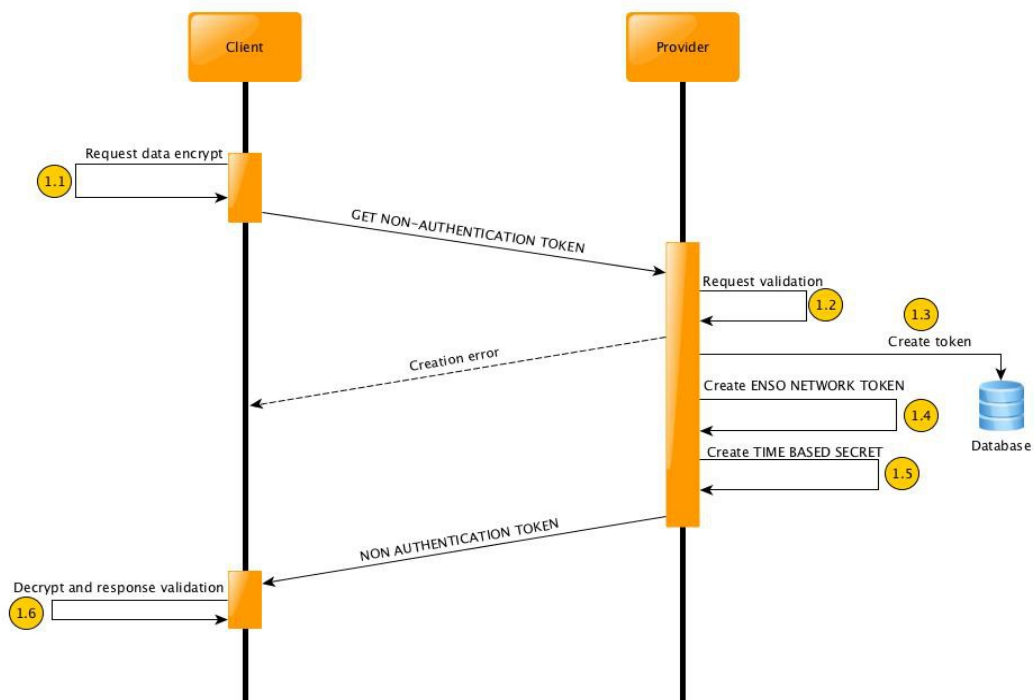 Client
Provider
Request data encrypt
1.1
GET NON-AUTHENTICATION TOKEN
Request validation
1.2
1.3
Create token
Creation error
Create ENSO NETWORK TOKEN
1.4
Database
Create TIME BASED SECRET
1.5
NON AUTHENTICATION TOKEN
Decrypt and response validation
1.6